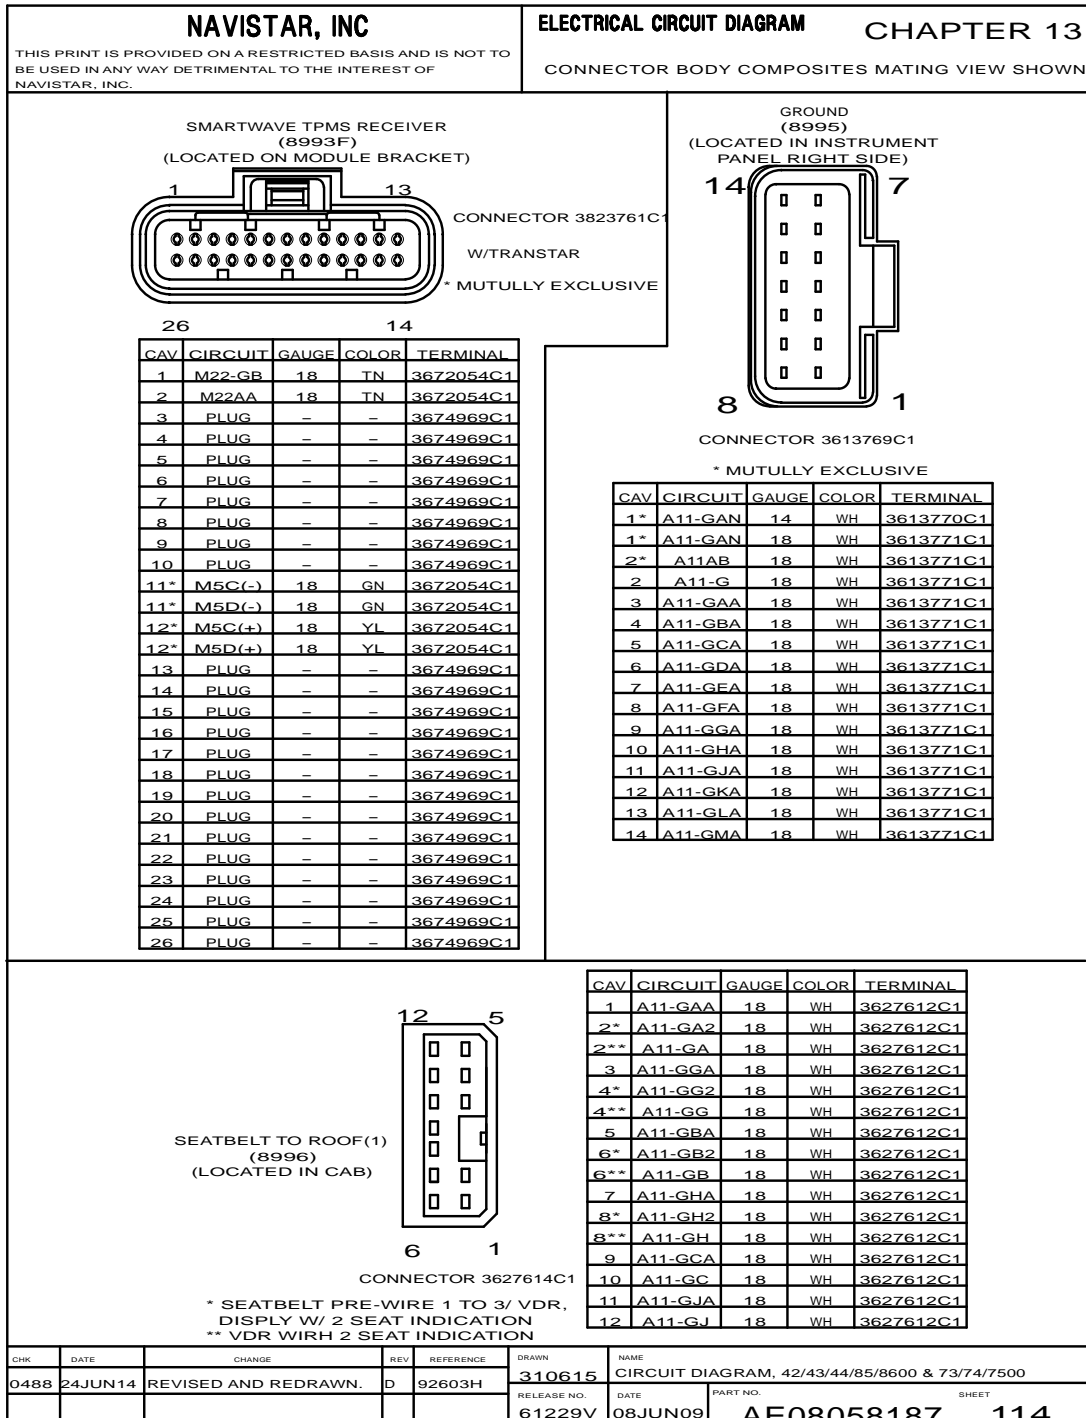 NAVISTAR, INC
THIS PRINT IS PROVIDED ON A RESTRICTED BASIS AND IS NOT TO
BE USED IN ANY WAY DETRIMENTAL TO THE INTEREST OF
NAVISTAR, INC.
ELECTRICAL CIRCUIT DIAGRAM CHAPTER 13
CONNECTOR BODY COMPOSITES MATING VIEW SHOWN
SMARTWAVE TPMS RECEIVER
(8993F)
(LOCATED ON MODULE BRACKET)
1 13
CONNECTOR 3823761C1
W/TRANSTAR
* MUTULLY EXCLUSIVE
26 14
CAV CIRCUIT GAUGE COLOR TERMINAL
1 M22-GB 18 TN 3672054C1
2 M22AA 18 TN 3672054C1
3 PLUG – – 3674969C1
4 PLUG – – 3674969C1
5 PLUG – – 3674969C1
6 PLUG – – 3674969C1
7 PLUG – – 3674969C1
8 PLUG – – 3674969C1
9 PLUG – – 3674969C1
10 PLUG – – 3674969C1
11* M5C(-) 18 GN 3672054C1
11* M5D(-) 18 GN 3672054C1
12* M5C(+) 18 YL 3672054C1
12* M5D(+) 18 YL 3672054C1
13 PLUG – – 3674969C1
14 PLUG – – 3674969C1
15 PLUG – – 3674969C1
16 PLUG – – 3674969C1
17 PLUG – – 3674969C1
18 PLUG – – 3674969C1
19 PLUG – – 3674969C1
20 PLUG – – 3674969C1
21 PLUG – – 3674969C1
22 PLUG – – 3674969C1
23 PLUG – – 3674969C1
24 PLUG – – 3674969C1
25 PLUG – – 3674969C1
26 PLUG – – 3674969C1
GROUND
(8995)
(LOCATED IN INSTRUMENT
PANEL RIGHT SIDE)
14 7
8 1
CONNECTOR 3613769C1
* MUTULLY EXCLUSIVE
CAV CIRCUIT GAUGE COLOR TERMINAL
1* A11-GAN 14 WH 3613770C1
1* A11-GAN 18 WH 3613771C1
2* A11AB 18 WH 3613771C1
2 A11-G 18 WH 3613771C1
3 A11-GAA 18 WH 3613771C1
4 A11-GBA 18 WH 3613771C1
5 A11-GCA 18 WH 3613771C1
6 A11-GDA 18 WH 3613771C1
7 A11-GEA 18 WH 3613771C1
8 A11-GFA 18 WH 3613771C1
9 A11-GGA 18 WH 3613771C1
10 A11-GHA 18 WH 3613771C1
11 A11-GJA 18 WH 3613771C1
12 A11-GKA 18 WH 3613771C1
13 A11-GLA 18 WH 3613771C1
14 A11-GMA 18 WH 3613771C1
12 5
SEATBELT TO ROOF(1)
(8996)
(LOCATED IN CAB)
6 1
CONNECTOR 3627614C1
* SEATBELT PRE-WIRE 1 TO 3/ VDR,
DISPLY W/ 2 SEAT INDICATION
** VDR WIRH 2 SEAT INDICATION
CAV CIRCUIT GAUGE COLOR TERMINAL
1 A11-GAA 18 WH 3627612C1
2* A11-GA2 18 WH 3627612C1
2** A11-GA 18 WH 3627612C1
3 A11-GGA 18 WH 3627612C1
4* A11-GG2 18 WH 3627612C1
4** A11-GG 18 WH 3627612C1
5 A11-GBA 18 WH 3627612C1
6* A11-GB2 18 WH 3627612C1
6** A11-GB 18 WH 3627612C1
7 A11-GHA 18 WH 3627612C1
8* A11-GH2 18 WH 3627612C1
8** A11-GH 18 WH 3627612C1
9 A11-GCA 18 WH 3627612C1
10 A11-GC 18 WH 3627612C1
11 A11-GJA 18 WH 3627612C1
12 A11-GJ 18 WH 3627612C1
CHK DATE CHANGE REV REFERENCE
0488 24JUN14 REVISED AND REDRAWN. D 92603H
DRAWN NAME
310615 CIRCUIT DIAGRAM, 42/43/44/85/8600 & 73/74/7500
RELEASE NO. DATE PART NO. SHEET
61229V 08JUN09 AE08058187 114